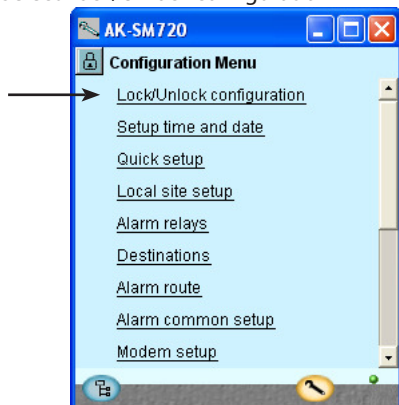 AK-SM720
Configuration Menu
Lock/Unlock configuration
Setup time and date
Quick setup
Local site setup
Alarm relays
Destinations
Alarm route
Alarm common setup
Modem setup